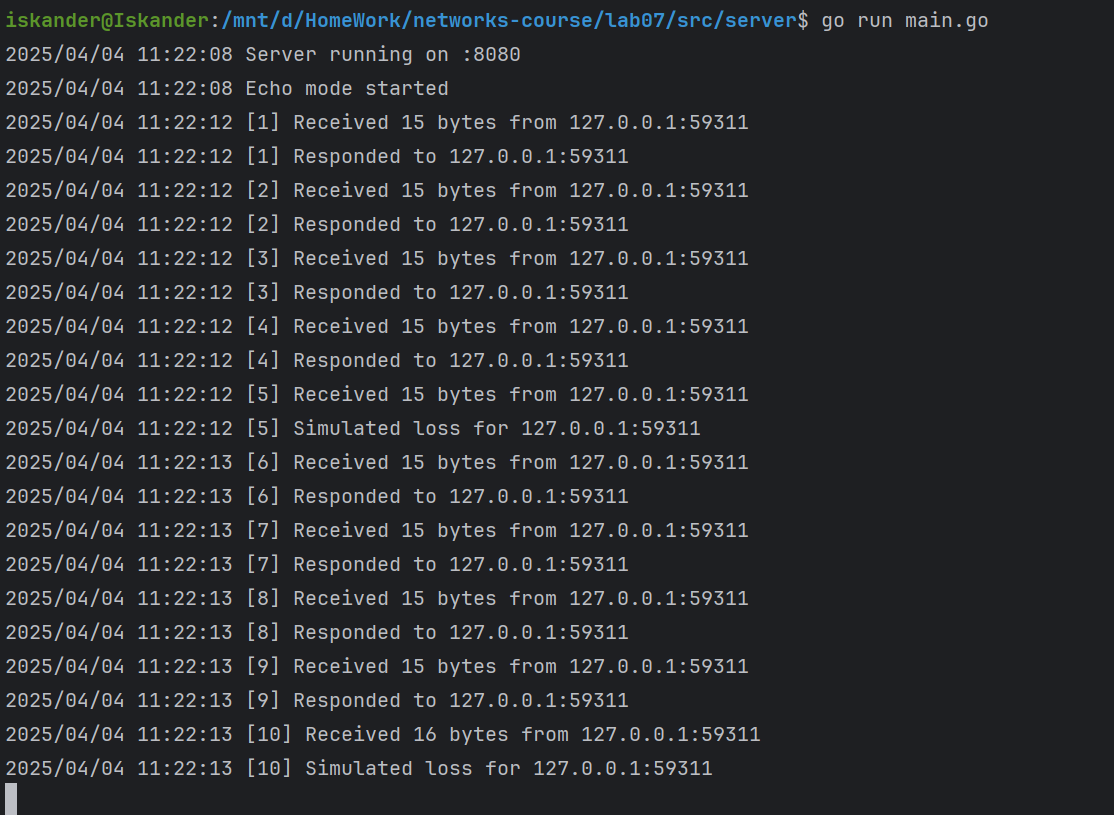 iskander@Iskander:/mnt/d/HomeWork/networks-course/lab07/src/server$ go run main.go
2025/04/04 11:22:08 Server running on :8080
2025/04/04 11:22:08 Echo mode started
2025/04/04 11:22:12 [1] Received 15 bytes from 127.0.0.1:59311
2025/04/04 11:22:12 [1] Responded to 127.0.0.1:59311
2025/04/04 11:22:12 [2] Received 15 bytes from 127.0.0.1:59311
2025/04/04 11:22:12 [2] Responded to 127.0.0.1:59311
2025/04/04 11:22:12 [3] Received 15 bytes from 127.0.0.1:59311
2025/04/04 11:22:12 [3] Responded to 127.0.0.1:59311
2025/04/04 11:22:12 [4] Received 15 bytes from 127.0.0.1:59311
2025/04/04 11:22:12 [4] Responded to 127.0.0.1:59311
2025/04/04 11:22:12 [5] Received 15 bytes from 127.0.0.1:59311
2025/04/04 11:22:12 [5] Simulated loss for 127.0.0.1:59311
2025/04/04 11:22:13 [6] Received 15 bytes from 127.0.0.1:59311
2025/04/04 11:22:13 [6] Responded to 127.0.0.1:59311
2025/04/04 11:22:13 [7] Received 15 bytes from 127.0.0.1:59311
2025/04/04 11:22:13 [7] Responded to 127.0.0.1:59311
2025/04/04 11:22:13 [8] Received 15 bytes from 127.0.0.1:59311
2025/04/04 11:22:13 [8] Responded to 127.0.0.1:59311
2025/04/04 11:22:13 [9] Received 15 bytes from 127.0.0.1:59311
2025/04/04 11:22:13 [9] Responded to 127.0.0.1:59311
2025/04/04 11:22:13 [10] Received 16 bytes from 127.0.0.1:59311
2025/04/04 11:22:13 [10] Simulated loss for 127.0.0.1:59311